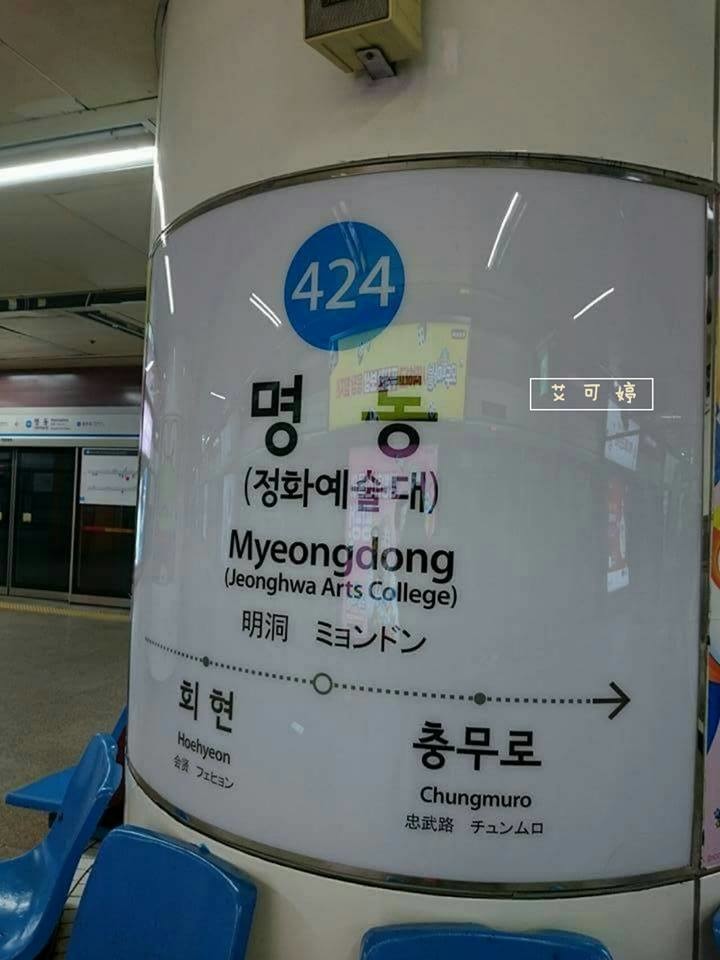 424
艾可婷
명동
(정화예술대)
Myeongdong
(Jeonghwa Arts College)
明洞 ミョンドン
회현
Hoehyeon
会贤 フェヒョン
충무로
Chungmuro
忠武路 チュンムロ